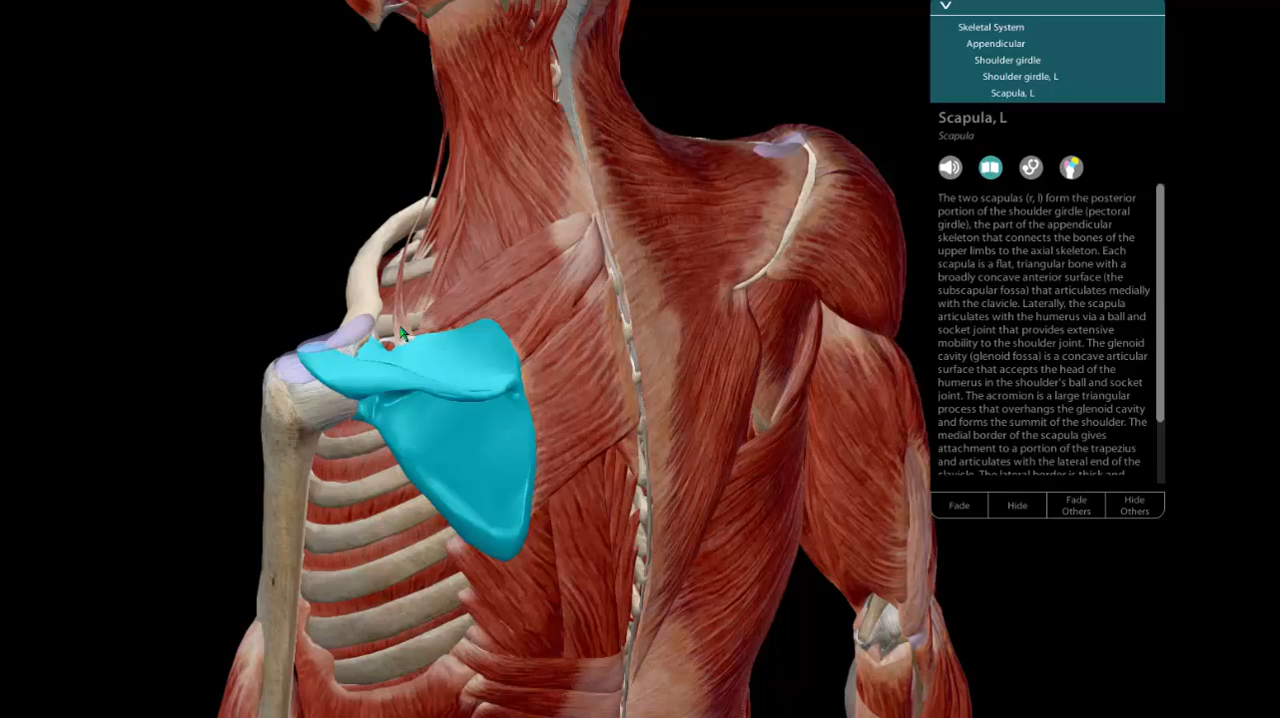 Skeletal System
Appendicular
Shoulder girdle
Shoulder girdle, L
Scapula, L
Scapula, L
Scapula
The two scapulas (r, l) form the posterior
portion of the shoulder girdle (pectoral
girdle), the part of the appendicular
skeleton that connects the bones of the
upper limbs to the axial skeleton. Each
scapula is a flat, triangular bone with a
broadly concave anterior surface (the
subscapular fossa) that articulates medially
with the clavicle. Laterally, the scapula
articulates with the humerus via a ball and
socket joint that provides extensive
mobility to the shoulder joint. The glenoid
cavity (glenoid fossa) is a concave articular
surface that accepts the head of the
humerus in the shoulder's ball and socket
joint. The acromion is a large triangular
process that overhangs the glenoid cavity
and forms the summit of the shoulder. The
medial border of the scapula gives
attachment to a portion of the trapezius
and articulates with the lateral end of the
clavicle. The lateral border is thick and
Fade
Hide
Fade
Others
Hide
Others